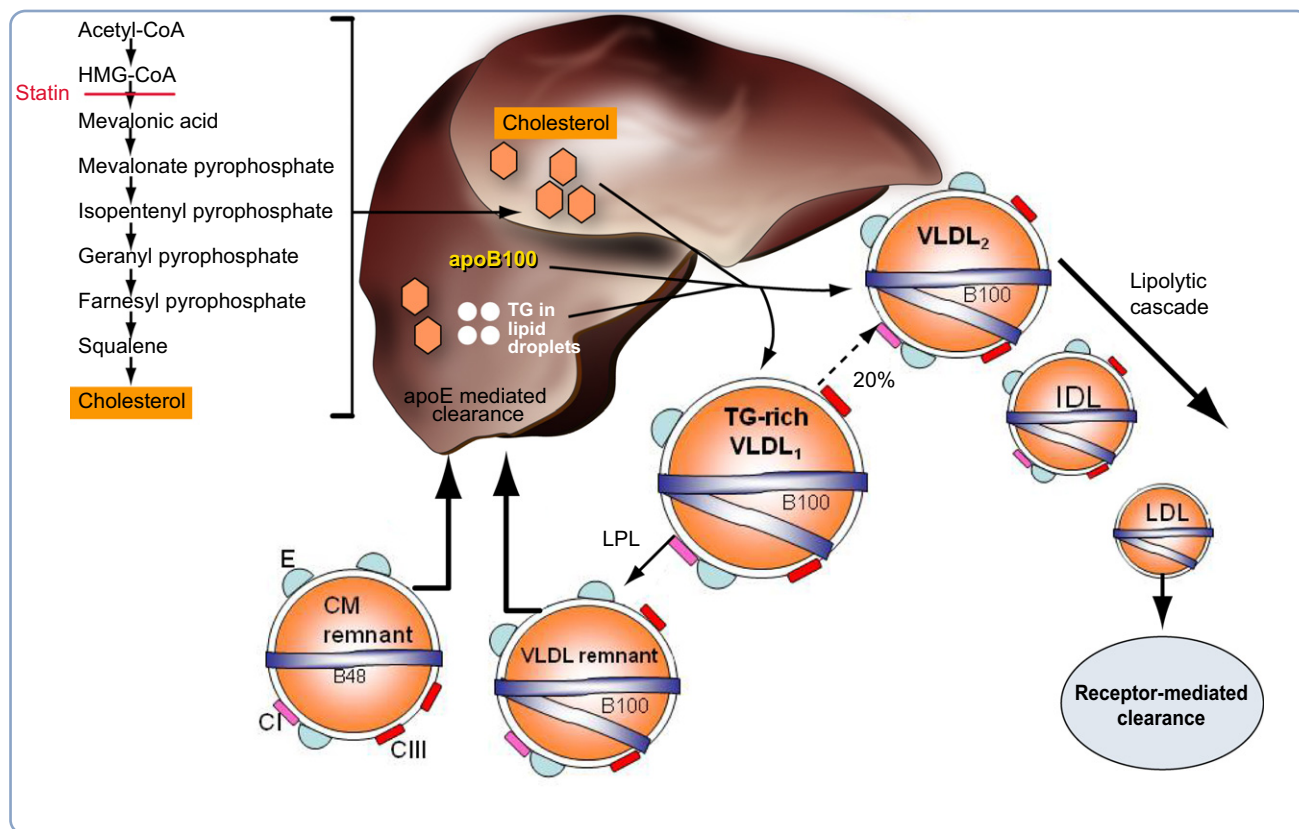 Acetyl-CoA
HMG-CoA
Statin
Mevalonic acid
Mevalonate pyrophosphate
Isopentenyl pyrophosphate
Geranyl pyrophosphate
Farnesyl pyrophosphate
Squalene
Cholesterol
Cholesterol
apoB100
TG in
lipid
droplets
apoE mediated
clearance
VLDL₂
B100
Lipolytic
cascade
20%
IDL
TG-rich
VLDL₁
B100
LDL
LPL
E
CM
remnant
B48
CI
CIII
VLDL remnant
B100
Receptor-mediated
clearance